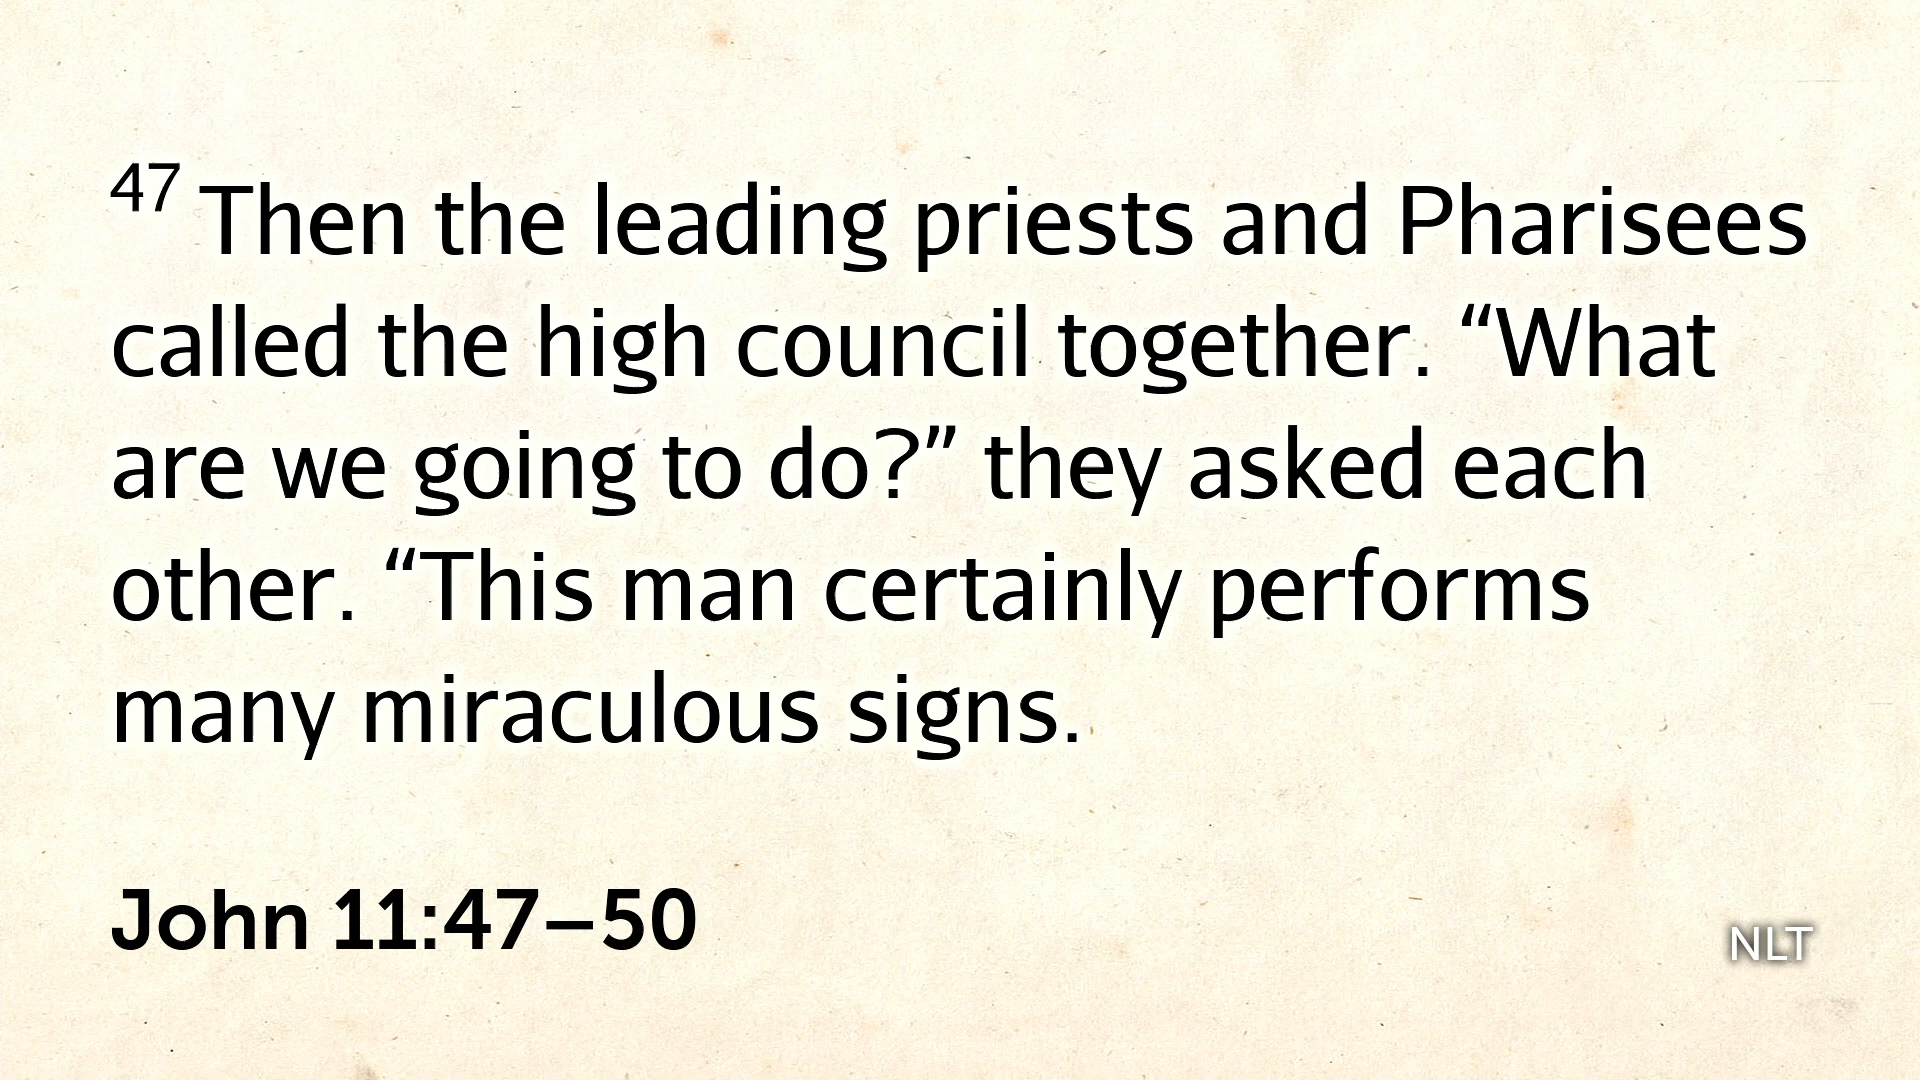 47 Then the leading priests and Pharisees
called the high council together. “What
are we going to do?” they asked each
other. “This man certainly performs
many miraculous signs.
John 11:47–50
NLT